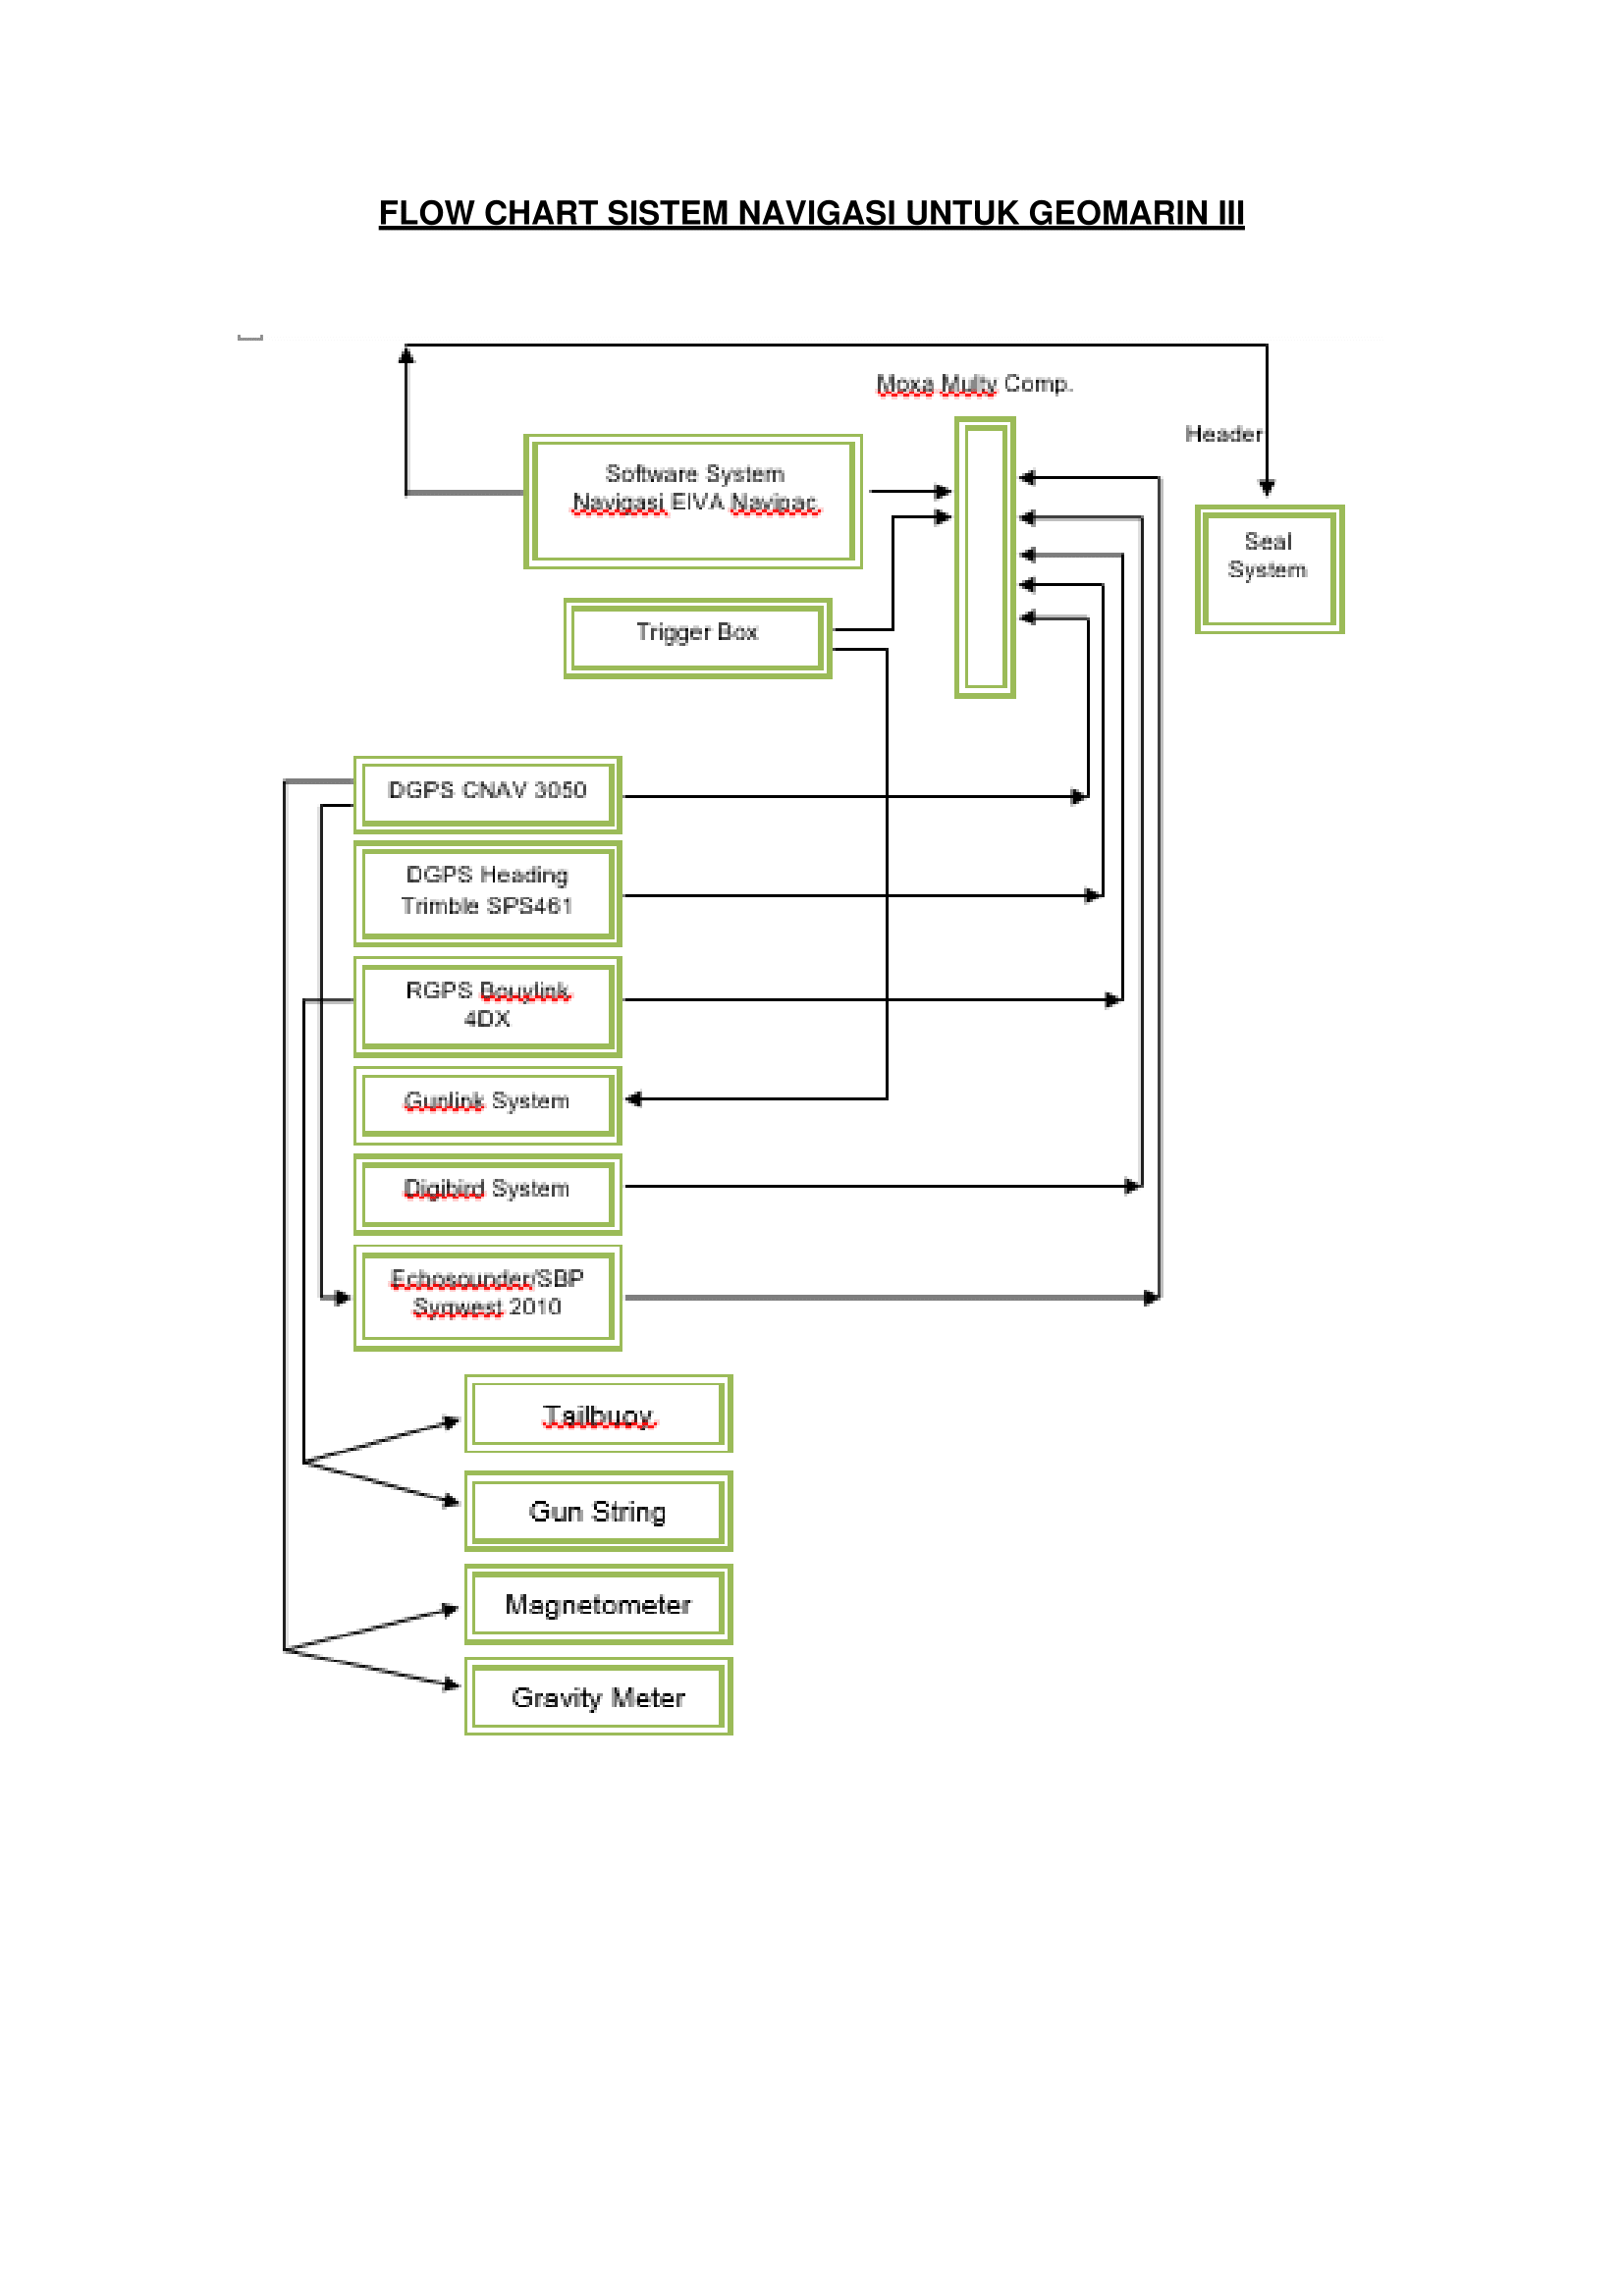 FLOW CHART SISTEM NAVIGASI UNTUK GEOMARIN III
Moxa Multy Comp.
Header
Software System
Navigasi EIVA Navipac
Seal
System
Trigger Box
DGPS CNAV 3050
DGPS Heading
Trimble SPS461
RGPS Bouylink
4DX
Gunlink System
Digibird System
Echosounder/SBP
Syqwest 2010
Tailbuoy
Gun String
Magnetometer
Gravity Meter